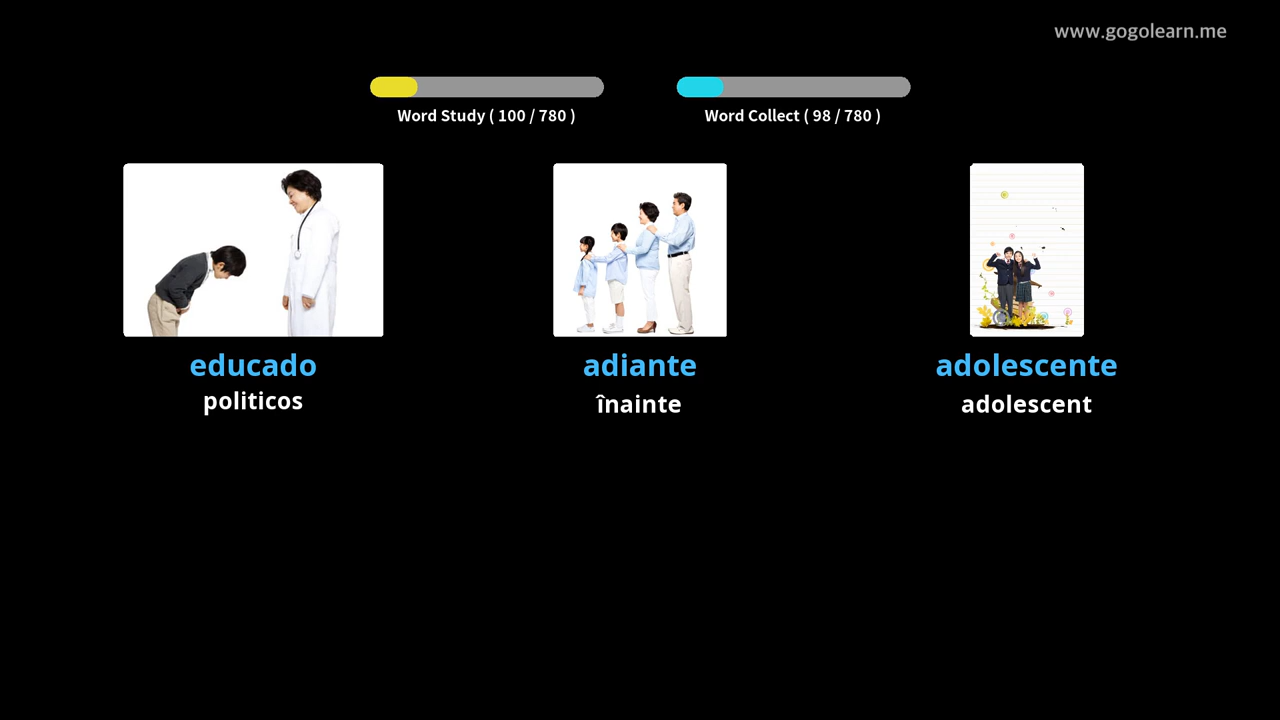 www.gogolearn.me
Word Study ( 100 / 780 )
Word Collect ( 98 / 780 )
educado
politicos
adiante
înainte
adolescente
adolescent